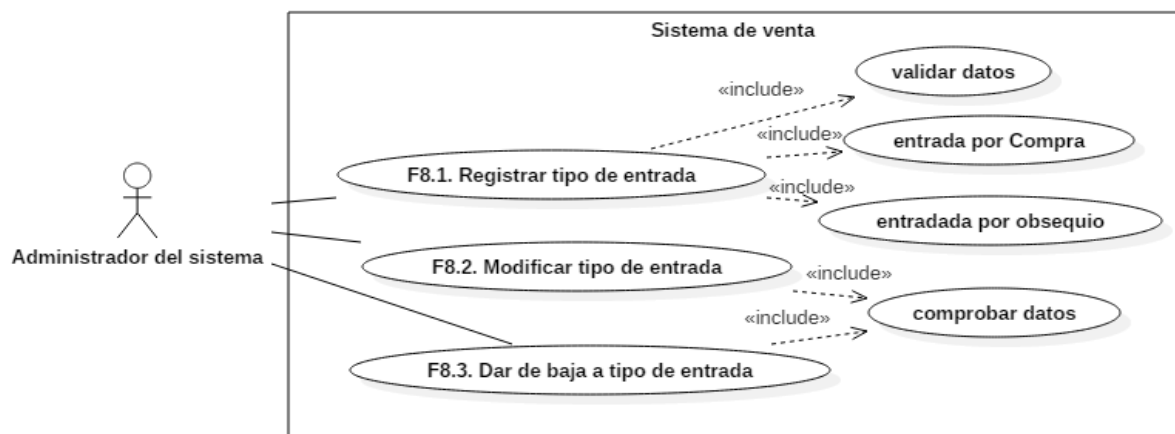 Sistema de venta
validar datos
«include»
«include»
entrada por Compra
F8.1. Registrar tipo de entrada
«include»
entradada por obsequio
Administrador del sistema
F8.2. Modificar tipo de entrada
«include»
comprobar datos
«include»
F8.3. Dar de baja a tipo de entrada